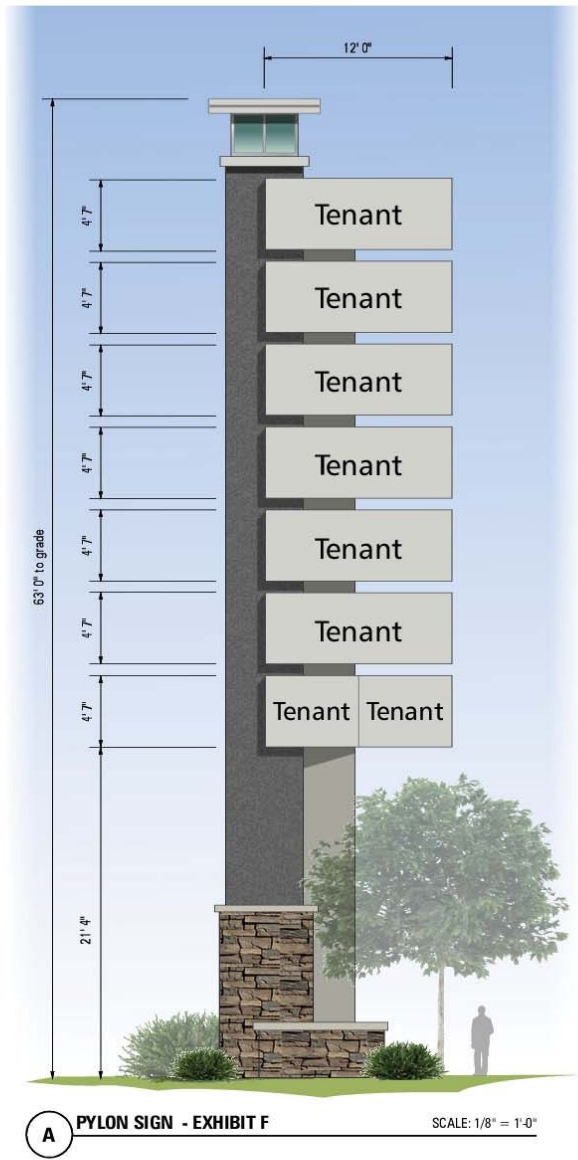 12' 0"
4' 7"
Tenant
4' 7"
Tenant
4' 7"
Tenant
4' 7"
Tenant
4' 7"
Tenant
4' 7"
Tenant
4' 7"
Tenant Tenant
63' 0" to grade
21' 4"
A PYLON SIGN - EXHIBIT F SCALE: 1/8" = 1'-0"